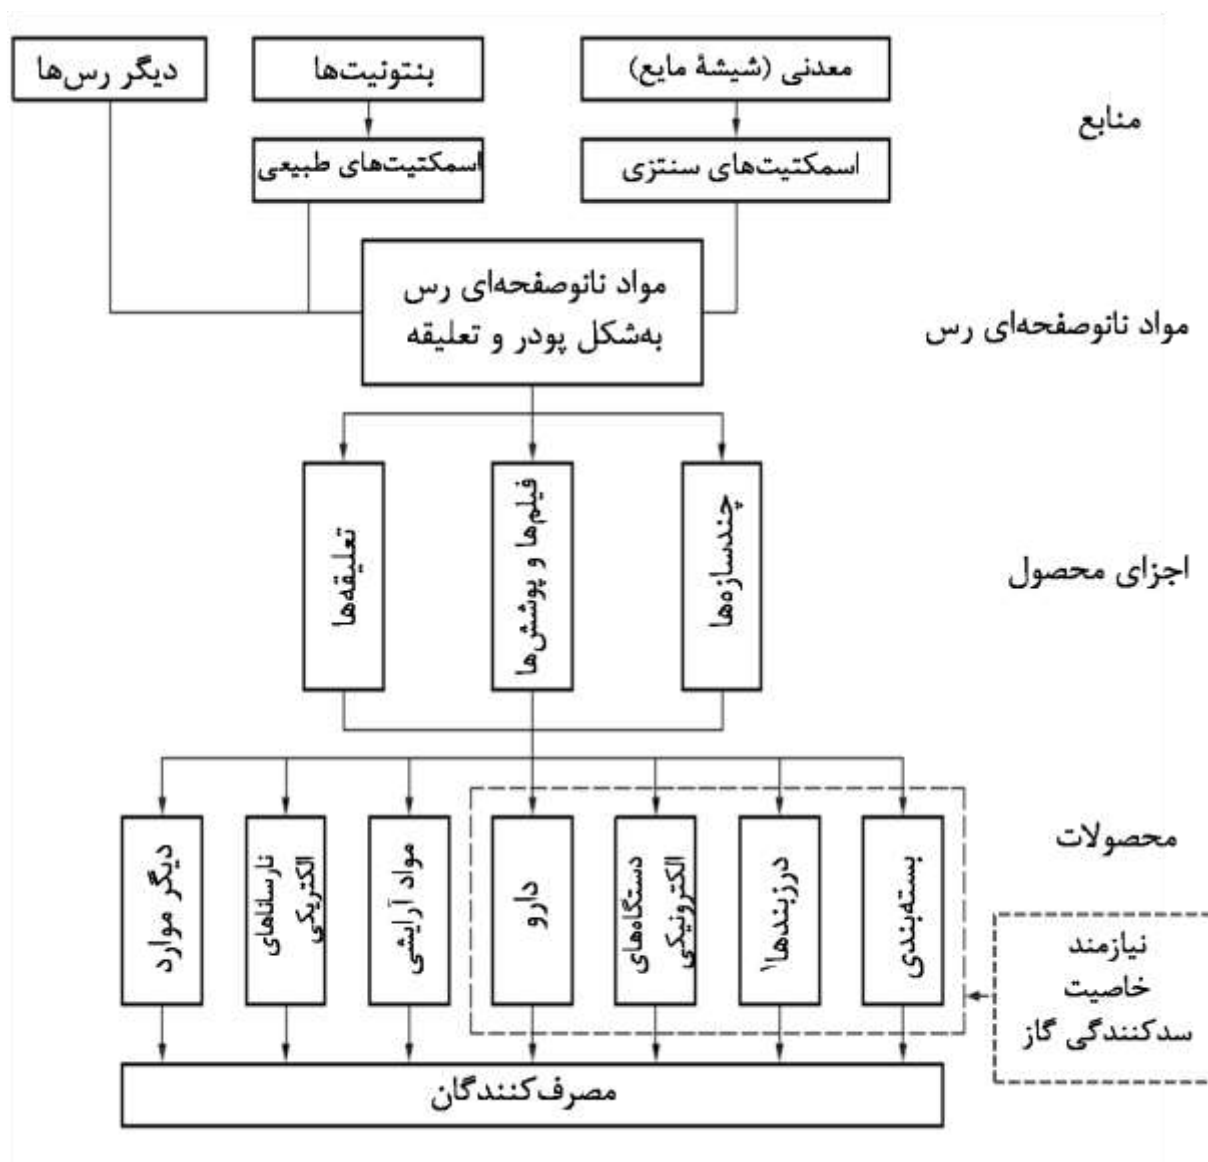 معدنی (شیشهٔ مایع)
بنتونیت‌ها
دیگر رس‌ها
منابع
اسمکتیت‌های سنتزی
اسمکتیت‌های طبیعی
مواد نانوصفحه‌ای رس
به‌شکل پودر و تعلیقه
مواد نانوصفحه‌ای رس
چندسازه‌ها
فیلم‌ها و پوشش‌ها
تعلیقه‌ها
اجزای محصول
محصولات
بسته‌بندی
درزبندها۱
دستگاه‌های
الکترونیکی
دارو
مواد آرایشی
نارساناهای
الکتریکی
دیگر موارد
نیازمند
خاصیت
سدکنندگی گاز
مصرف‌کنندگان